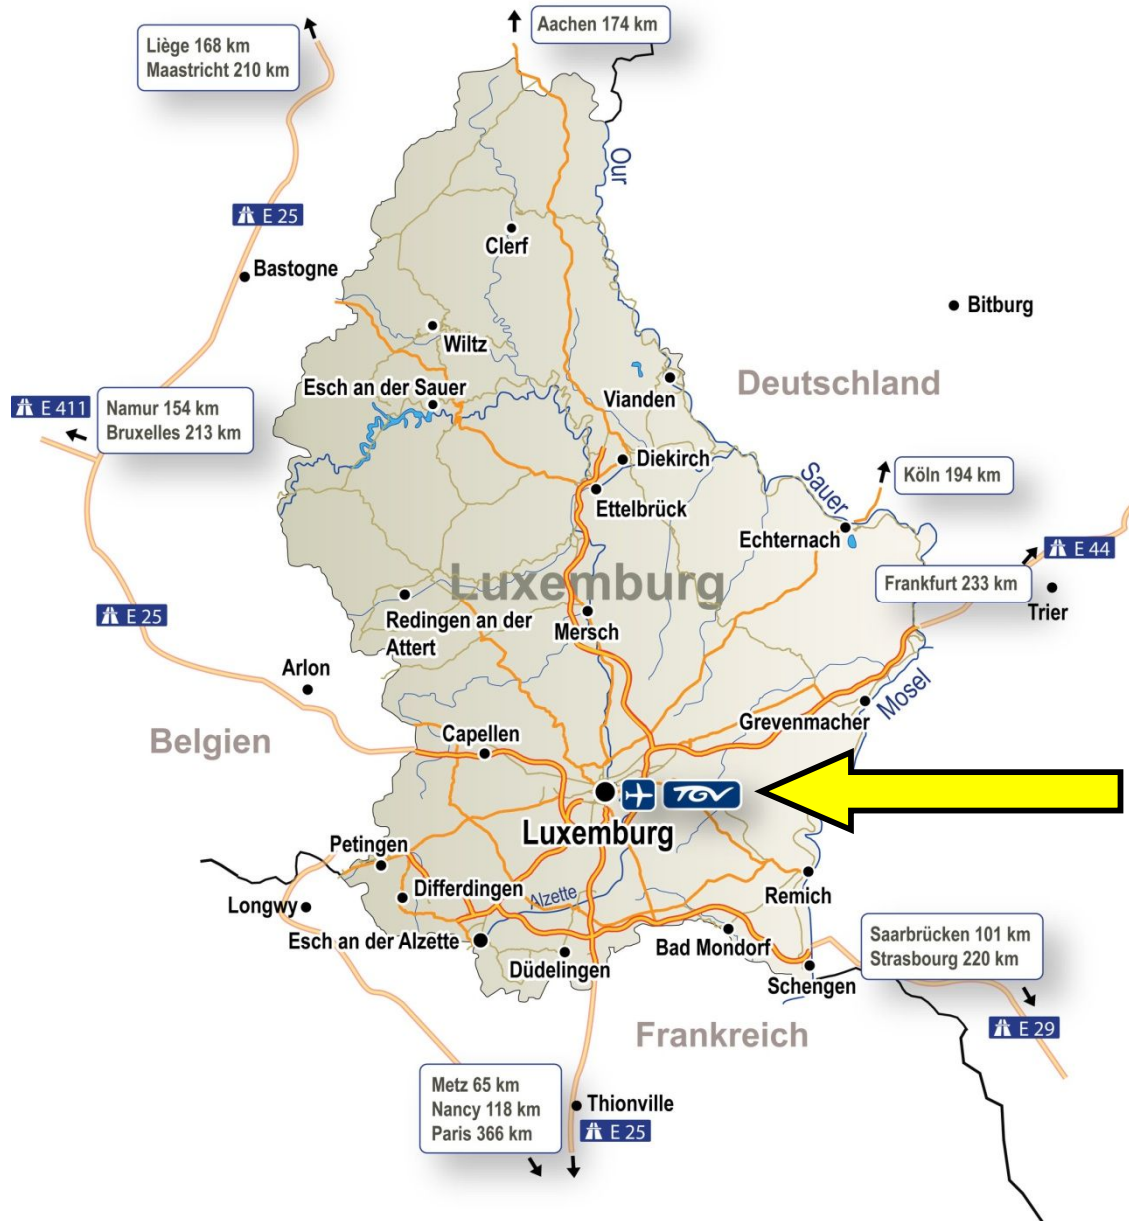 Aachen 174 km
Liège 168 km
Maastricht 210 km
Our
E 25
Clerf
Bastogne
Bitburg
Wiltz
Esch an der Sauer
Vianden
Deutschland
E 411
Namur 154 km
Bruxelles 213 km
Diekirch
Sauer
Köln 194 km
Ettelbrück
Echternach
E 44
Luxemburg
Frankfurt 233 km
Trier
E 25
Redingen an der
Attert
Mersch
Arlon
Mosel
Grevenmacher
Belgien
Capellen
TGV
Luxemburg
Petingen
Differdingen
Alzette
Remich
Longwy
Esch an der Alzette
Bad Mondorf
Saarbrücken 101 km
Strasbourg 220 km
Düdelingen
Schengen
Frankreich
E 29
Metz 65 km
Nancy 118 km
Paris 366 km
Thionville
E 25